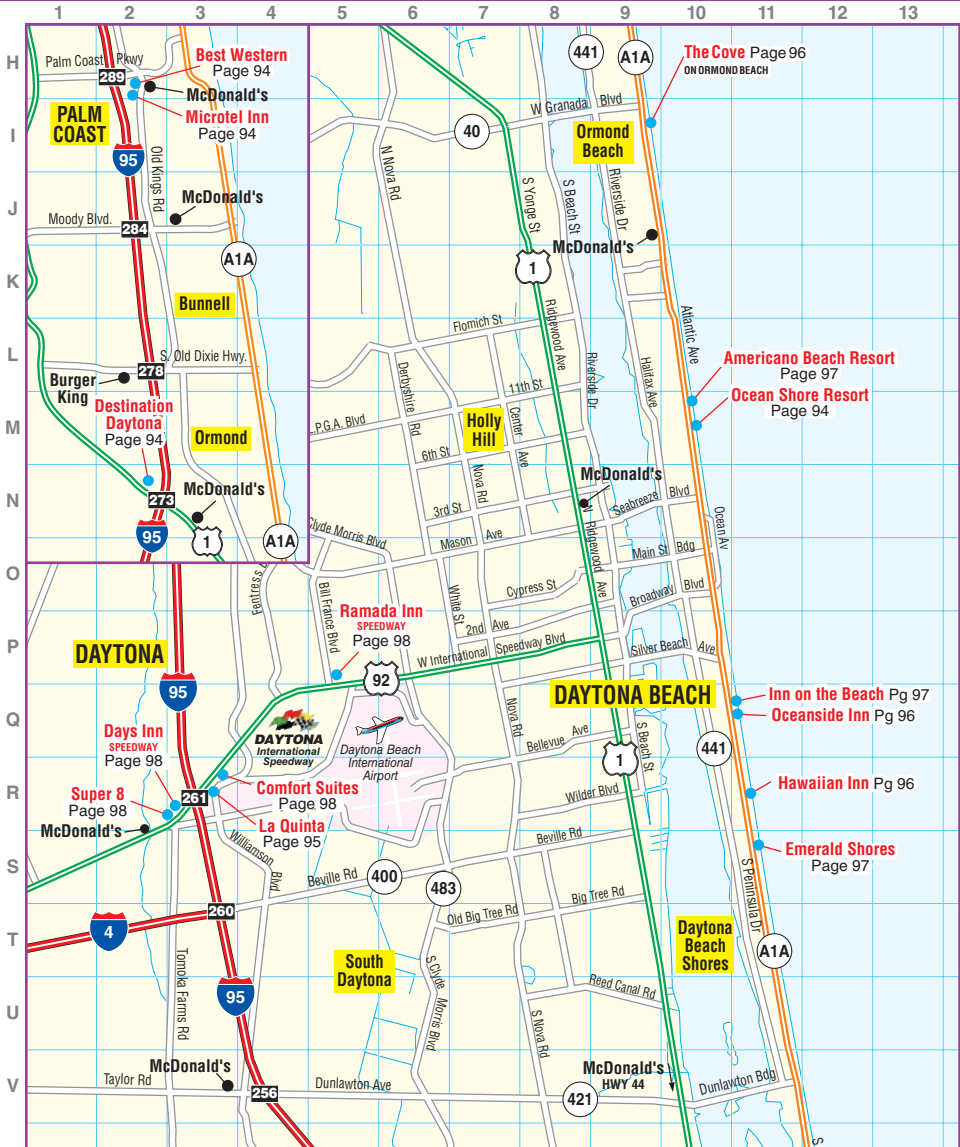 1 2 3 4 5 6 7 8 9 10 11 12 13
H
I
J
K
L
M
N
O
P
Q
R
S
T
U
V
Palm Coast Pkwy
289
Best Western
Page 94
McDonald's
Microtel Inn
Page 94
PALM
COAST
95
Old Kings Rd
McDonald's
Moody Blvd.
284
A1A
Bunnell
S. Old Dixie Hwy.
278
Burger
King
Destination
Daytona
Page 94
Ormond
McDonald's
273
95
1
A1A
441
A1A
The Cove Page 96
ON ORMOND BEACH
W Granada Blvd
40
Ormond
Beach
N Nova Rd
S Yonge St
S Beach St
Riverside Dr
McDonald's
1
Ridgewood Ave
Flomich St
Atlantic Ave
Derbyshire
Rd
11th St
Riverside Dr
Halifax Ave
Americano Beach Resort
Page 97
Ocean Shore Resort
Page 94
L.P.G.A. Blvd
Center
Ave
Holly
Hill
6th St
Nova Rd
McDonald's
3rd St
Seabreeze Blvd
N Ridgewood Ave
Ocean Av
Clyde Morris Blvd
Mason Ave
Main St Bdg
Fentress
Bill France Blvd
White St
Cypress St
Broadway Blvd
Ramada Inn
SPEEDWAY
Page 98
2nd Ave
W International Speedway Blvd
Silver Beach Ave
DAYTONA
92
95
DAYTONA BEACH
Inn on the Beach Pg 97
Oceanside Inn Pg 96
DAYTONA
International
Speedway
Daytona Beach
International
Airport
Nova Rd
Bellevue Ave
S Beach St
441
1
Days Inn
SPEEDWAY
Page 98
Super 8
Page 98
261
Comfort Suites
Page 98
La Quinta
Page 95
McDonald's
Wilder Blvd
Hawaiian Inn Pg 96
Williamson
Blvd
Beville Rd
Beville Rd
400
483
Emerald Shores
Page 97
S Peninsula Dr
260
4
Old Big Tree Rd
Big Tree Rd
Daytona
Beach
Shores
A1A
Tomoka Farms Rd
South
Daytona
S Clyde Morris Blvd
95
Reed Canal Rd
S Nova Rd
McDonald's
Taylor Rd
256
Dunlawton Ave
421
McDonald's
HWY 44
Dunlawton Bdg
S